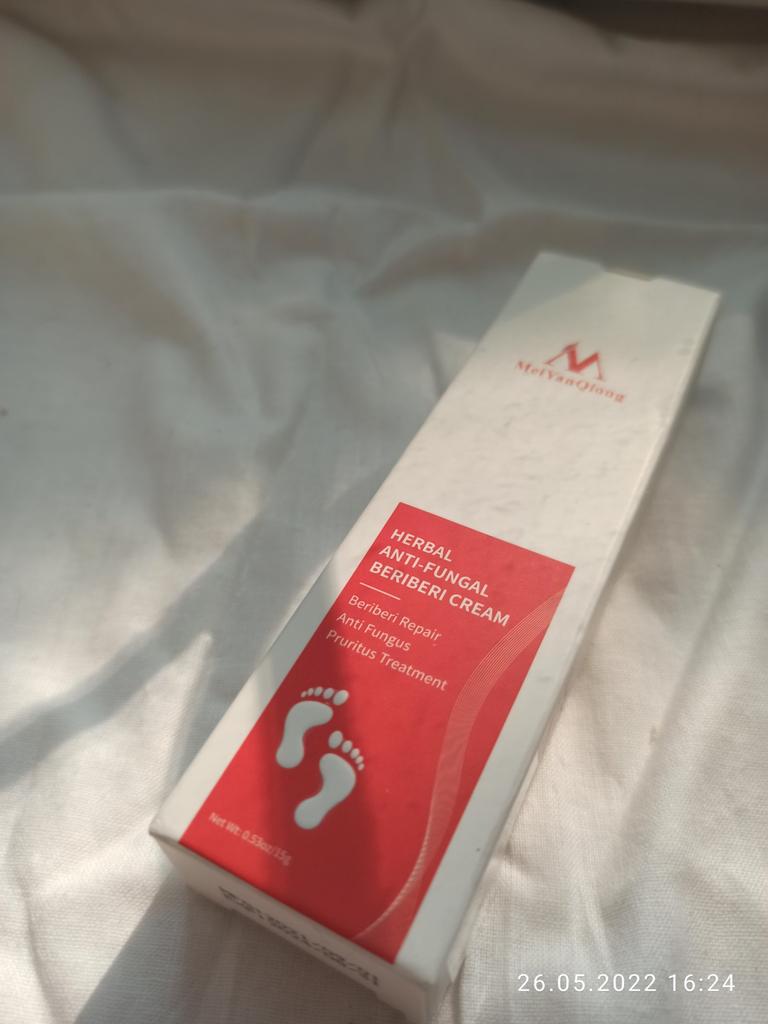 MeiYanQiong
HERBAL
ANTI-FUNGAL
BERIBERI CREAM
Beriberi Repair
Anti Fungus
Pruritus Treatment
Net Wt: 0.53oz/15g
26.05.2022 16:24